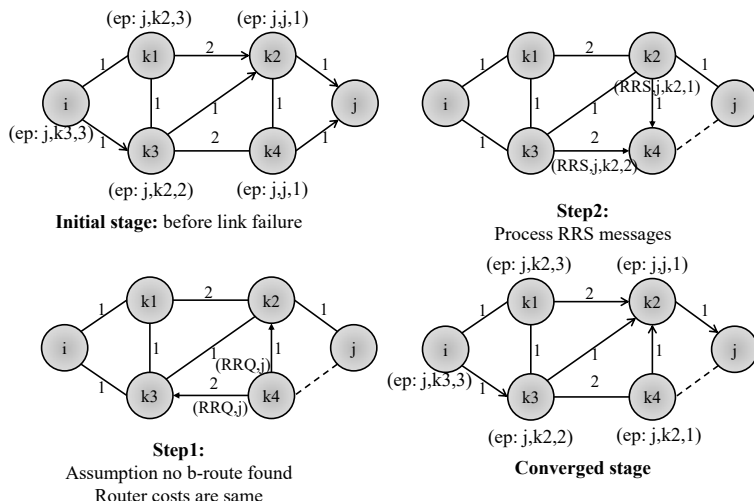 (ep: j,k2,3) (ep: j,j,1)
k1 2 k2
1 1
i 1 1 1 j
(ep: j,k3,3)
1 1
k3 2 k4
(ep: j,k2,2) (ep: j,j,1)
Initial stage: before link failure
k1 2 k2
1 1
(RRS,j,k2,1)
i 1 1 1 j
1
k3 2 k4
(RRS,j,k2,2)
Step2:
Process RRS messages
k1 2 k2
1 1
i 1 1 1 j
(RRQ,j)
1
k3 2 k4
(RRQ,j)
Step1:
Assumption no b-route found
Router costs are same
(ep: j,k2,3) (ep: j,j,1)
k1 2 k2
1 1
i 1 1 1 j
(ep: j,k3,3)
1
k3 2 k4
(ep: j,k2,2) (ep: j,k2,1)
Converged stage